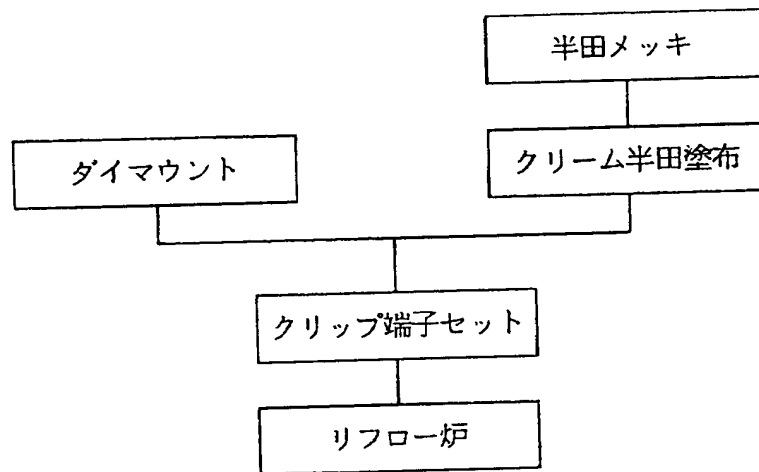 半田メッキ
ダイマウント
クリーム半田塗布
クリップ端子セット
リフロー炉